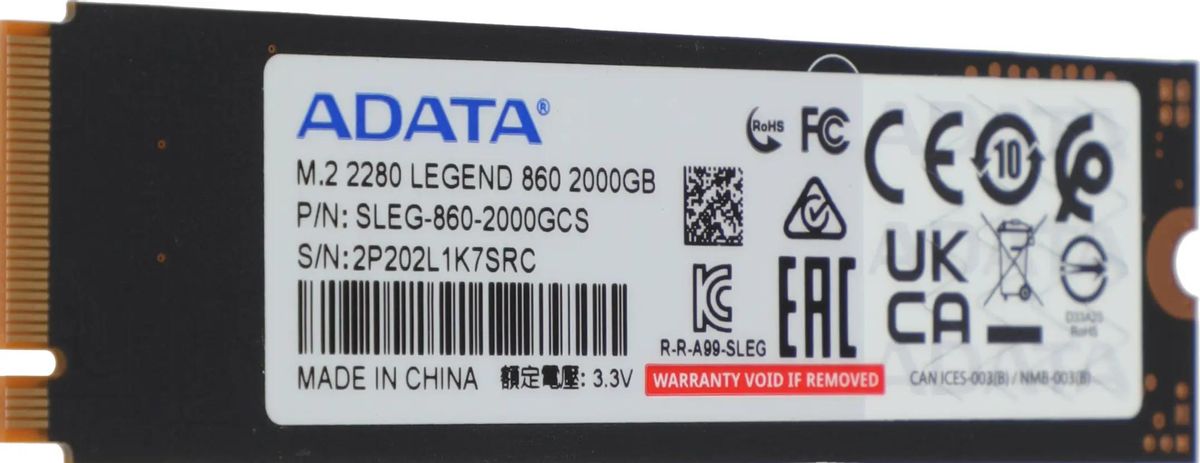 ADATA®
M.2 2280 LEGEND 860 2000GB
P/N: SLEG-860-2000GCS
S/N:2P202L1K7SRC
MADE IN CHINA 額定電壓: 3.3V
RoHS FC
10
KC
R-R-A99-SLEG
EAC
CE
UK
CA
D33A25
RoHS
WARRANTY VOID IF REMOVED
CAN ICES-003(B) / NMB-003(B)